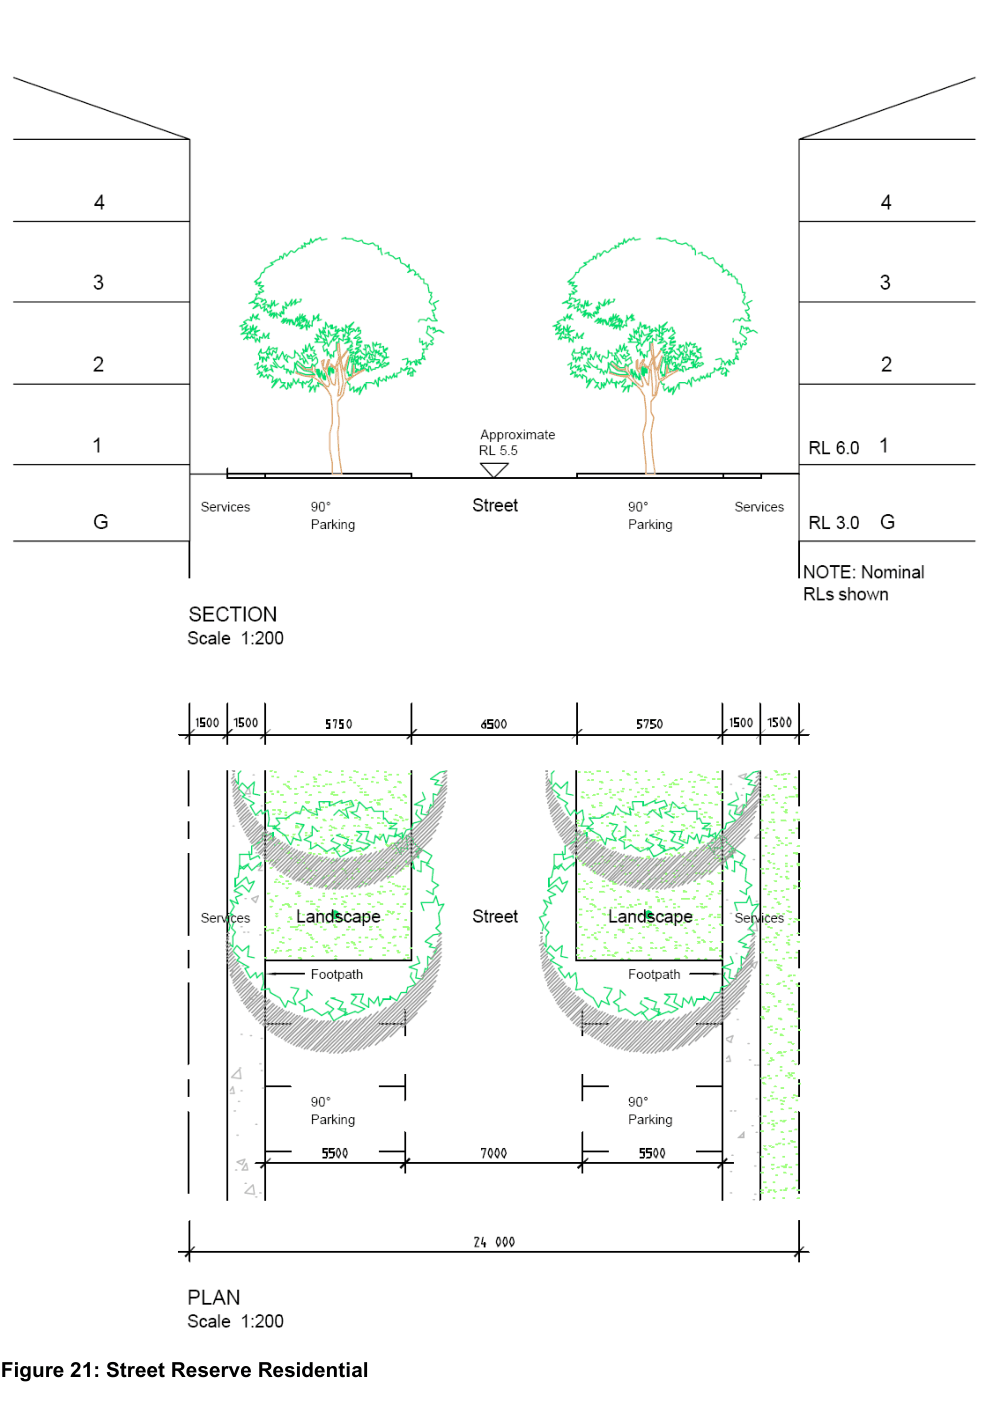 4 4
3 3
2 2
Approximate
RL 5.5
1 RL 6.0 1
Services 90° Street 90° Services
Parking Parking
G RL 3.0 G
NOTE: Nominal
RLs shown
SECTION
Scale 1:200
1500 1500 5750 6500 5750 1500 1500
Services Landscape Street Landscape Services
Footpath Footpath
90° 90°
Parking Parking
5500 7000 5500
24 000
PLAN
Scale 1:200
Figure 21: Street Reserve Residential